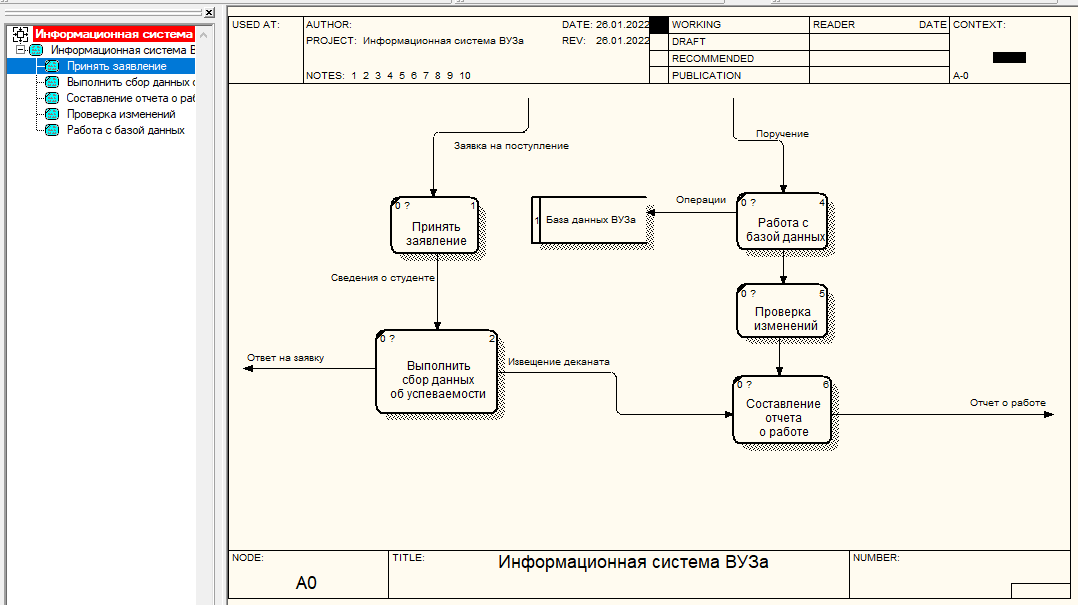 Информационная система
Информационная система В
Принять заявление
Выполнить сбор данных о
Составление отчета о раб
Проверка изменений
Работа с базой данных
USED AT:
AUTHOR:
DATE: 26.01.2022
PROJECT: Информационная система ВУЗа
REV: 26.01.2022
NOTES: 1 2 3 4 5 6 7 8 9 10
WORKING
DRAFT
RECOMMENDED
PUBLICATION
READER
DATE
CONTEXT:
A-0
Заявка на поступление
Поручение
0 ?
1
Принять
заявление
1
База данных ВУЗа
Операции
0 ?
4
Работа с
базой данных
Сведения о студенте
0 ?
5
Проверка
изменений
Ответ на заявку
0 ?
2
Выполнить
сбор данных
об успеваемости
Извещение деканата
0 ?
6
Составление
отчета
о работе
Отчет о работе
NODE:
A0
TITLE:
Информационная система ВУЗа
NUMBER: